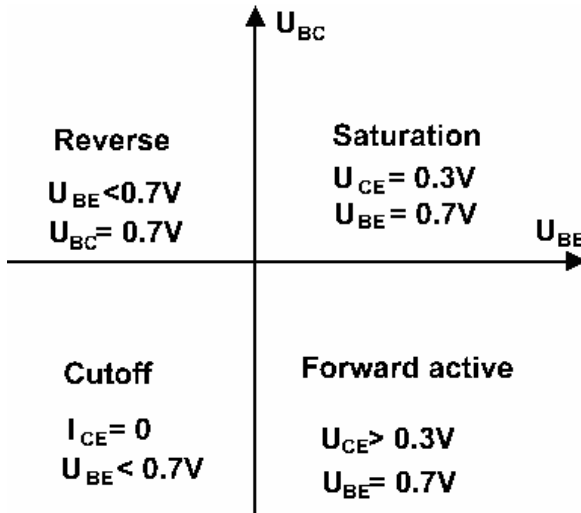 U_BC
Reverse
U_BE <0.7V
U_BC = 0.7V
Saturation
U_CE = 0.3V
U_BE = 0.7V
U_BE
Cutoff
I_CE = 0
U_BE < 0.7V
Forward active
U_CE > 0.3V
U_BE = 0.7V